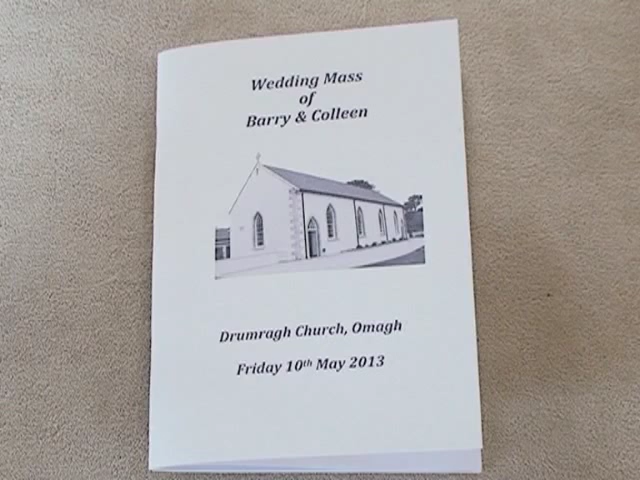 Wedding Mass
of
Barry & Colleen
Drumragh Church, Omagh
Friday 10th May 2013